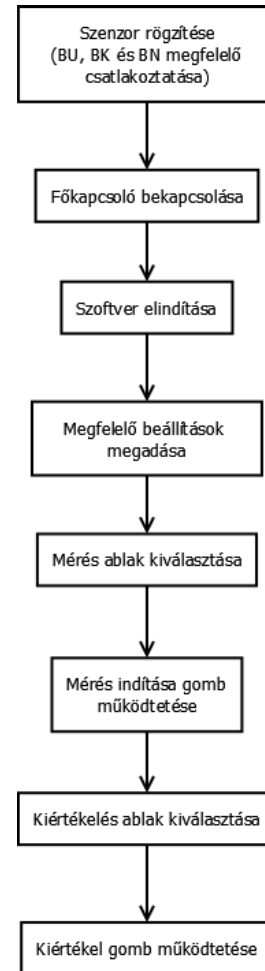 Szenzor rögzítése
(BU, BK és BN megfelelő
csatlakoztatása)
Főkapcsoló bekapcsolása
Szoftver elindítása
Megfelelő beállítások
megadása
Mérés ablak kiválasztása
Mérés indítása gomb
működtetése
Kiértékelés ablak kiválasztása
Kiértékel gomb működtetése